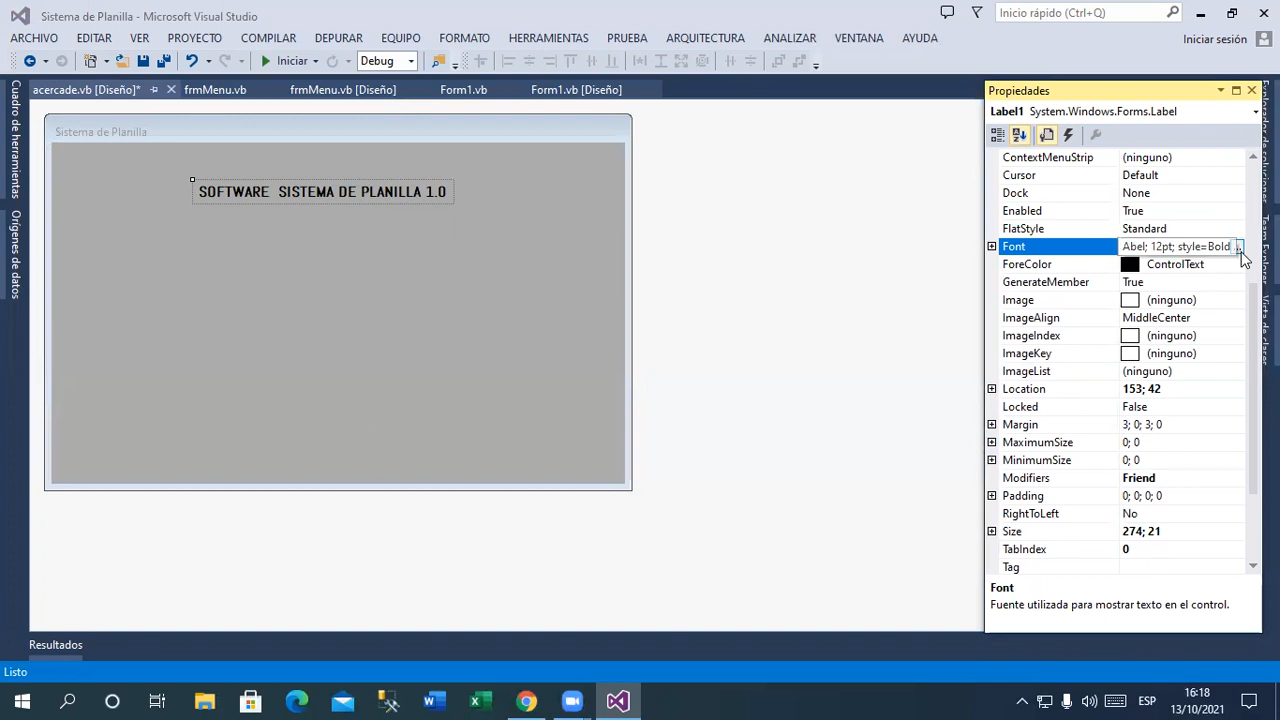 Sistema de Planilla - Microsoft Visual Studio
Inicio rápido (Ctrl+Q)
ARCHIVO EDITAR VER PROYECTO COMPILAR DEPURAR EQUIPO FORMATO HERRAMIENTAS PRUEBA ARQUITECTURA ANALIZAR VENTANA AYUDA
Iniciar sesión
Iniciar
Debug
acercade.vb [Diseño]* frmMenu.vb frmMenu.vb [Diseño] Form1.vb Form1.vb [Diseño]
Cuadro de herramientas
Orígenes de datos
Sistema de Planilla
SOFTWARE SISTEMA DE PLANILLA 1.0
Propiedades
Label1 System.Windows.Forms.Label
ContextMenuStrip (ninguno)
Cursor Default
Dock None
Enabled True
FlatStyle Standard
Font Abel; 12pt; style=Bold ...
ForeColor ControlText
GenerateMember True
Image (ninguno)
ImageAlign MiddleCenter
ImageIndex (ninguno)
ImageKey (ninguno)
ImageList (ninguno)
Location 153; 42
Locked False
Margin 3; 0; 3; 0
MaximumSize 0; 0
MinimumSize 0; 0
Modifiers Friend
Padding 0; 0; 0; 0
RightToLeft No
Size 274; 21
TabIndex 0
Tag
Font
Fuente utilizada para mostrar texto en el control.
Resultados
Listo
ESP
16:18
13/10/2021